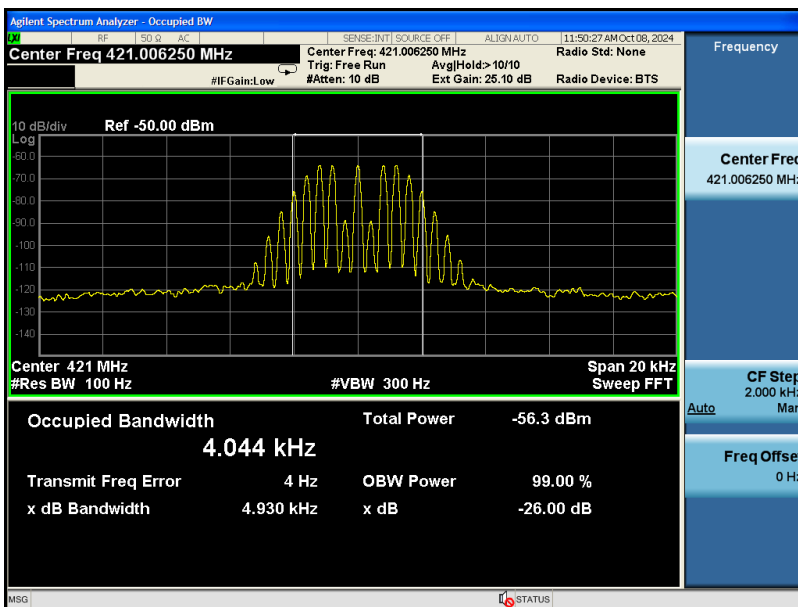 Agilent Spectrum Analyzer - Occupied BW
LXI RF 50 Ω AC SENSE:INT SOURCE OFF ALIGN AUTO 11:50:27 AM Oct 08, 2024
Center Freq 421.006250 MHz
Center Freq: 421.006250 MHz
Radio Std: None
Trig: Free Run
Avg|Hold:>10/10
#IFGain:Low
#Atten: 10 dB
Ext Gain: 25.10 dB
Radio Device: BTS
10 dB/div
Ref -50.00 dBm
Log
-60.0
-70.0
-80.0
-90.0
-100
-110
-120
-130
-140
Center 421 MHz
Span 20 kHz
#Res BW 100 Hz
#VBW 300 Hz
Sweep FFT
Occupied Bandwidth
4.044 kHz
Total Power -56.3 dBm
Transmit Freq Error 4 Hz
OBW Power 99.00 %
x dB Bandwidth 4.930 kHz
x dB -26.00 dB
Frequency
Center Freq
421.006250 MHz
CF Step
2.000 kHz
Auto Man
Freq Offset
0 Hz
MSG
STATUS